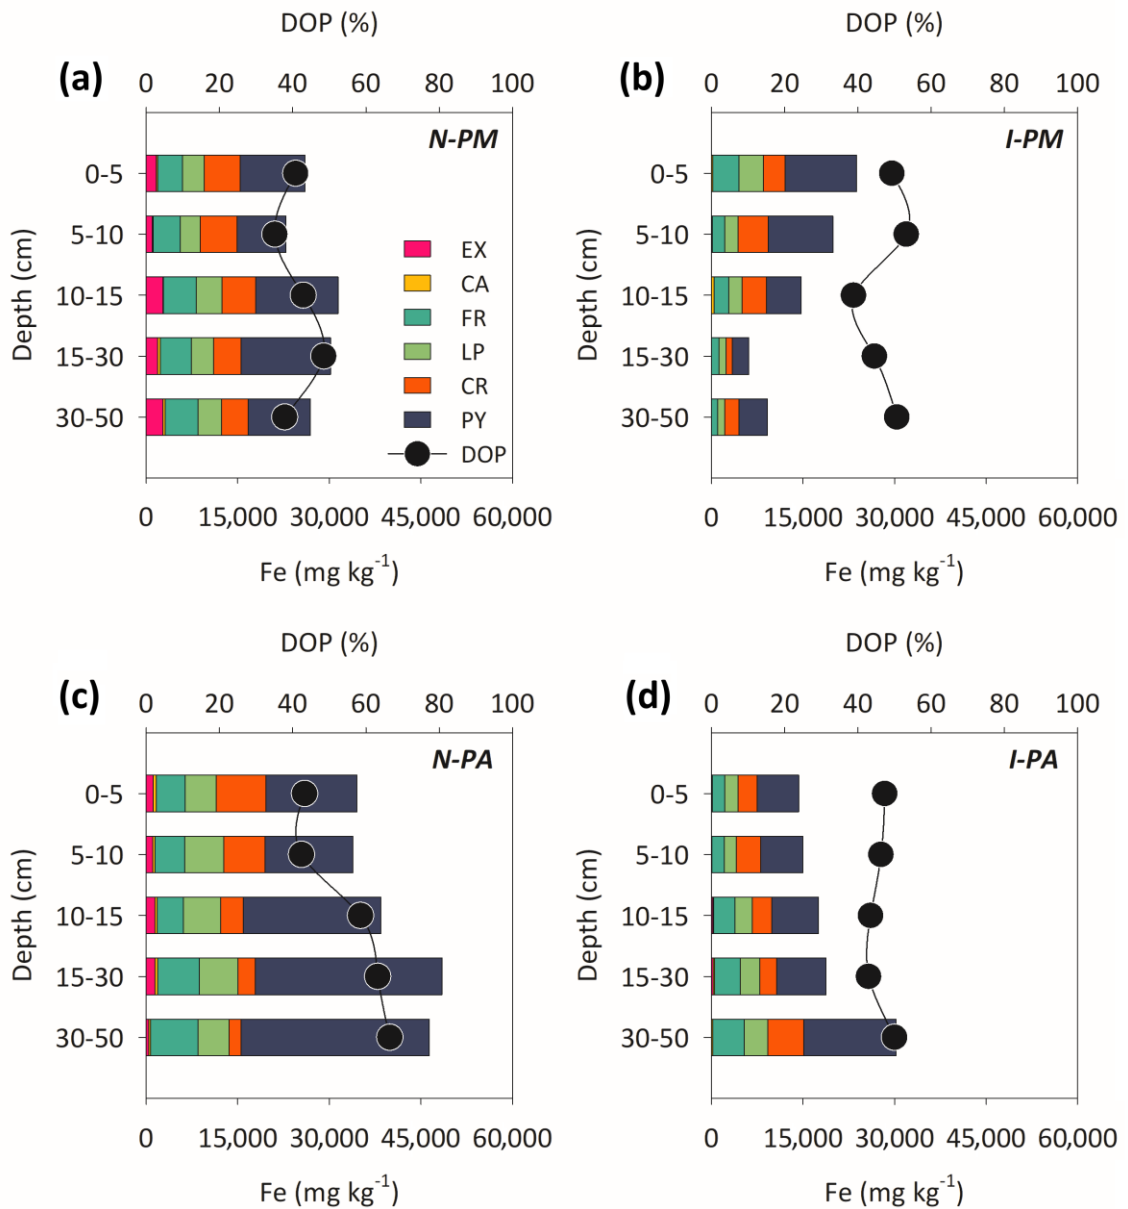 DOP (%)
(a)
0 20 40 60 80 100
N-PM
Depth (cm)
0-5
5-10
10-15
15-30
30-50
EX
CA
FR
LP
CR
PY
DOP
0 15,000 30,000 45,000 60,000
Fe (mg kg⁻¹)
DOP (%)
(b)
0 20 40 60 80 100
I-PM
Depth (cm)
0-5
5-10
10-15
15-30
30-50
0 15,000 30,000 45,000 60,000
Fe (mg kg⁻¹)
DOP (%)
(c)
0 20 40 60 80 100
N-PA
Depth (cm)
0-5
5-10
10-15
15-30
30-50
0 15,000 30,000 45,000 60,000
Fe (mg kg⁻¹)
DOP (%)
(d)
0 20 40 60 80 100
I-PA
Depth (cm)
0-5
5-10
10-15
15-30
30-50
0 15,000 30,000 45,000 60,000
Fe (mg kg⁻¹)